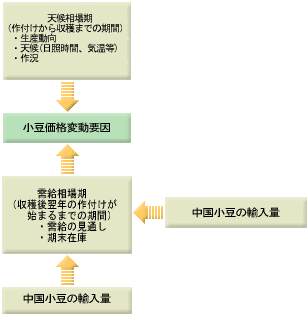 天候相場期
(作付けから収穫までの期間)
・生産動向
・天候(日照時間、気温等)
・作況
小豆価格変動要因
需給相場期
(収穫後翌年の作付けが
始まるまでの期間)
・需給の見通し
・期末在庫
中国小豆の輸入量
中国小豆の輸入量